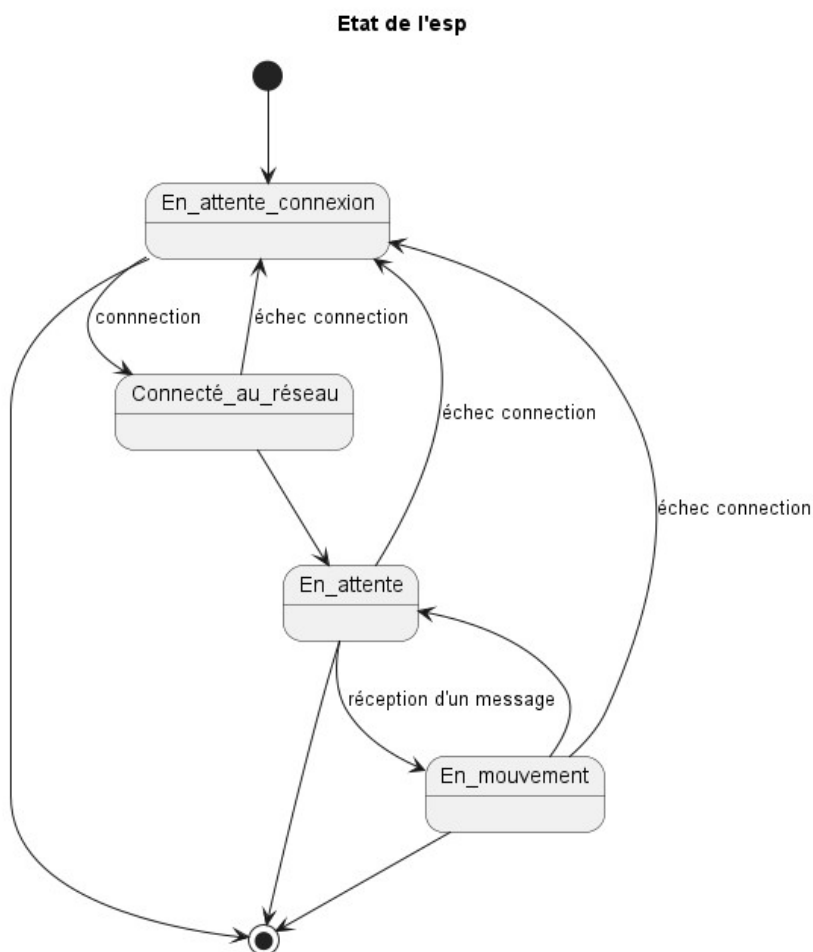 Etat de l'esp
En_attente_connexion
connnection
échec connection
Connecté_au_réseau
échec connection
échec connection
En_attente
réception d'un message
En_mouvement